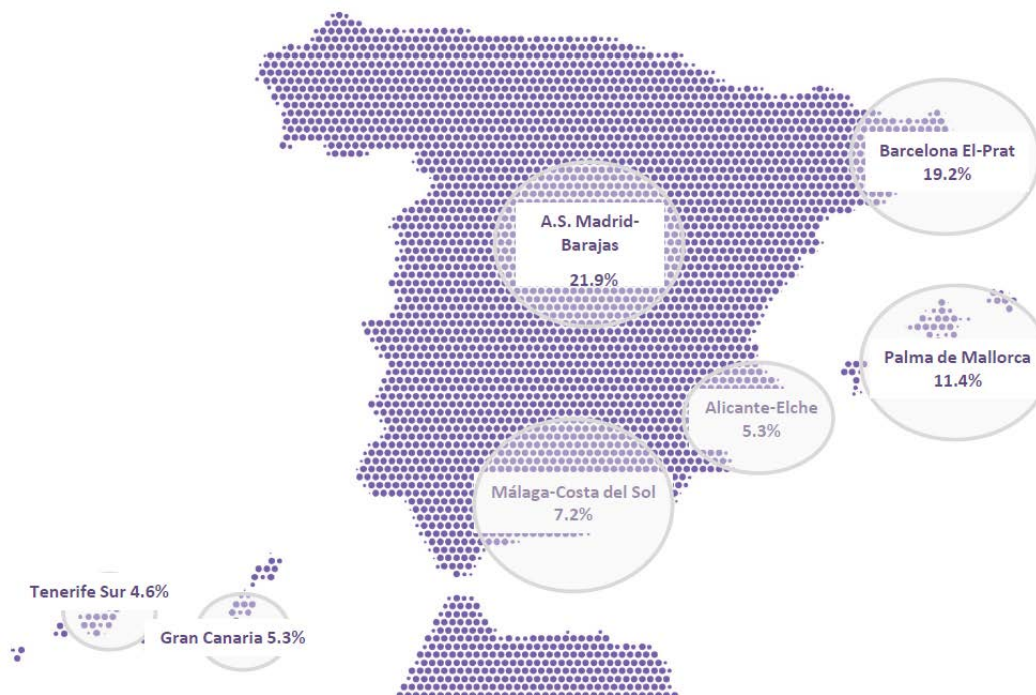 Barcelona El-Prat
19.2%
A.S. Madrid-
Barajas
21.9%
Palma de Mallorca
11.4%
Alicante-Elche
5.3%
Málaga-Costa del Sol
7.2%
Tenerife Sur 4.6%
Gran Canaria 5.3%